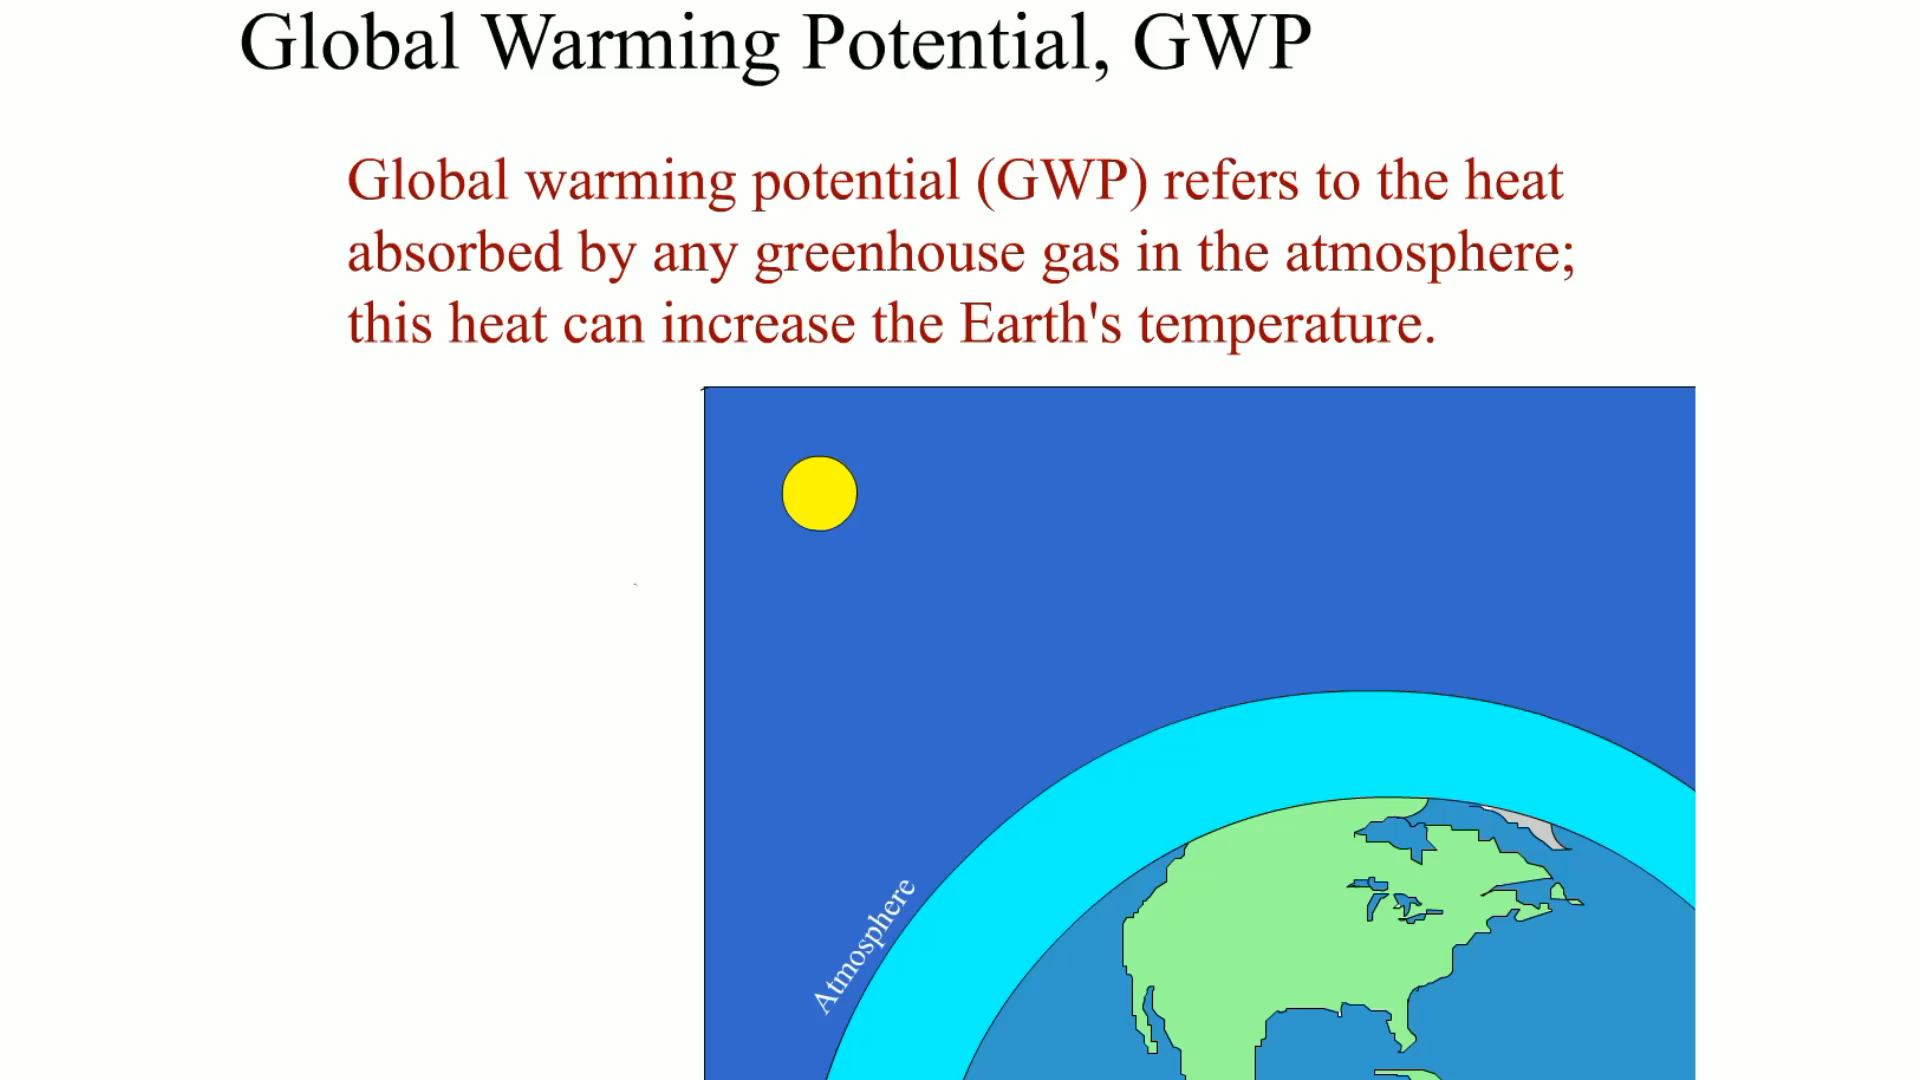 Global Warming Potential, GWP
Global warming potential (GWP) refers to the heat
absorbed by any greenhouse gas in the atmosphere;
this heat can increase the Earth's temperature.
Atmosphere